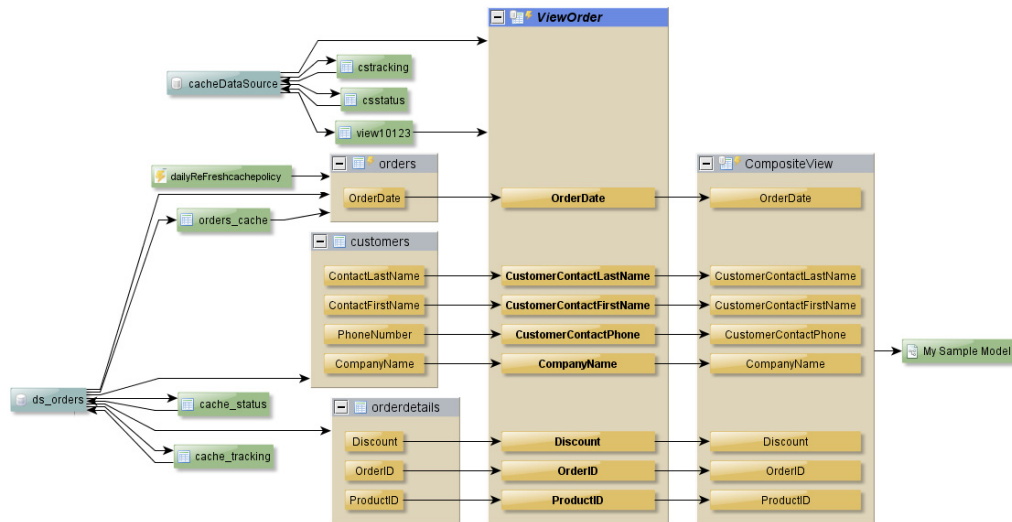 ViewOrder
cstracking
cacheDataSource
csstatus
view10123
orders
CompositeView
dailyReFreshcachepolicy
OrderDate
OrderDate
OrderDate
orders_cache
customers
ContactLastName
CustomerContactLastName
CustomerContactLastName
ContactFirstName
CustomerContactFirstName
CustomerContactFirstName
PhoneNumber
CustomerContactPhone
CustomerContactPhone
My Sample Model
CompanyName
CompanyName
CompanyName
ds_orders
cache_status
orderdetails
Discount
Discount
Discount
cache_tracking
OrderID
OrderID
OrderID
ProductID
ProductID
ProductID